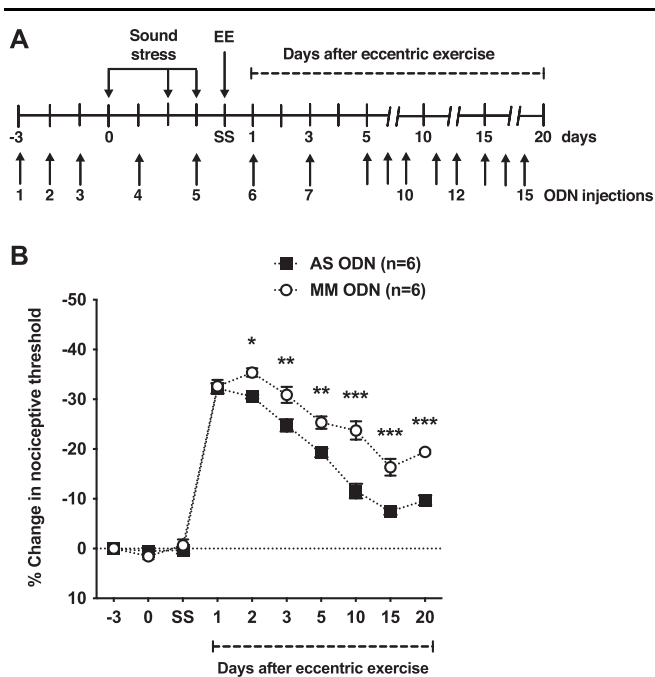 A
Sound
stress
EE
Days after eccentric exercise
-3 0 SS 1 3 5 10 15 20 days
1 2 3 4 5 6 7 10 12 15 ODN injections
B
AS ODN (n=6)
MM ODN (n=6)
% Change in nociceptive threshold
-50
-40
-30
-20
-10
0
10
* ** ** *** *** ***
-3 0 SS 1 2 3 5 10 15 20
Days after eccentric exercise